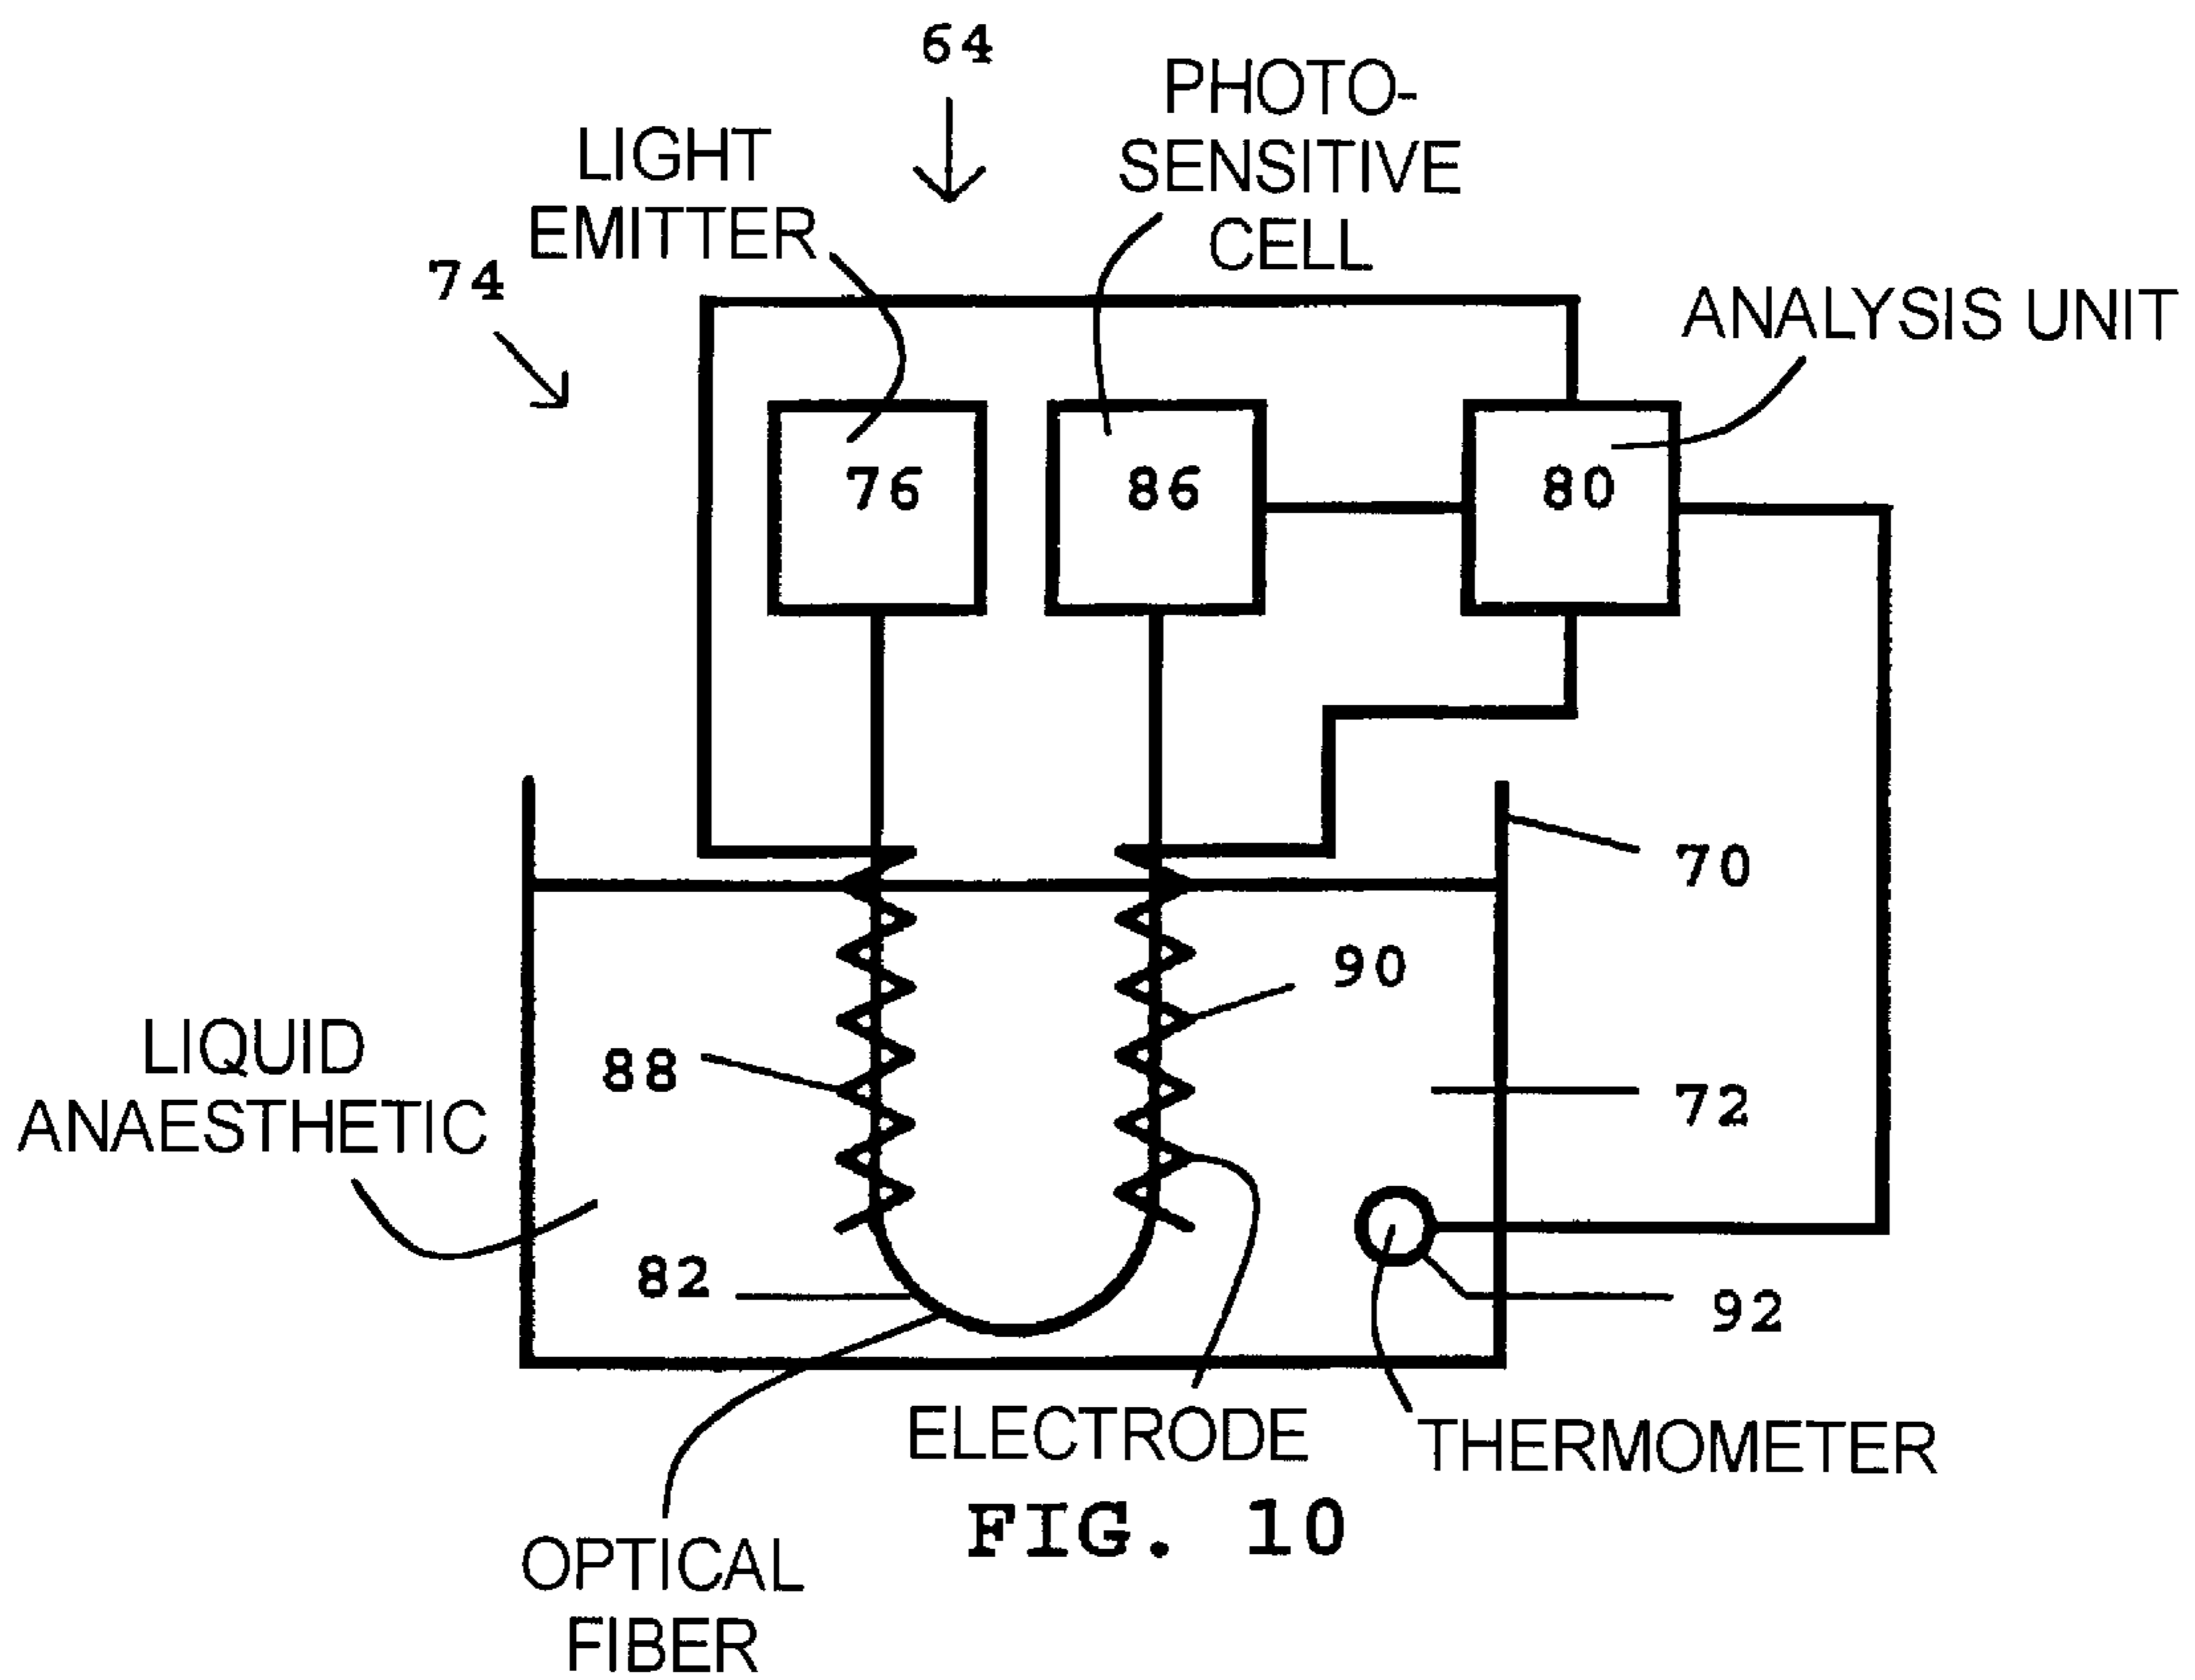 64
PHOTO-
SENSITIVE
CELL
LIGHT
EMITTER
74
ANALYSIS UNIT
76
86
80
70
90
88
72
LIQUID
ANAESTHETIC
82
92
ELECTRODE
THERMOMETER
OPTICAL
FIBER
FIG. 10